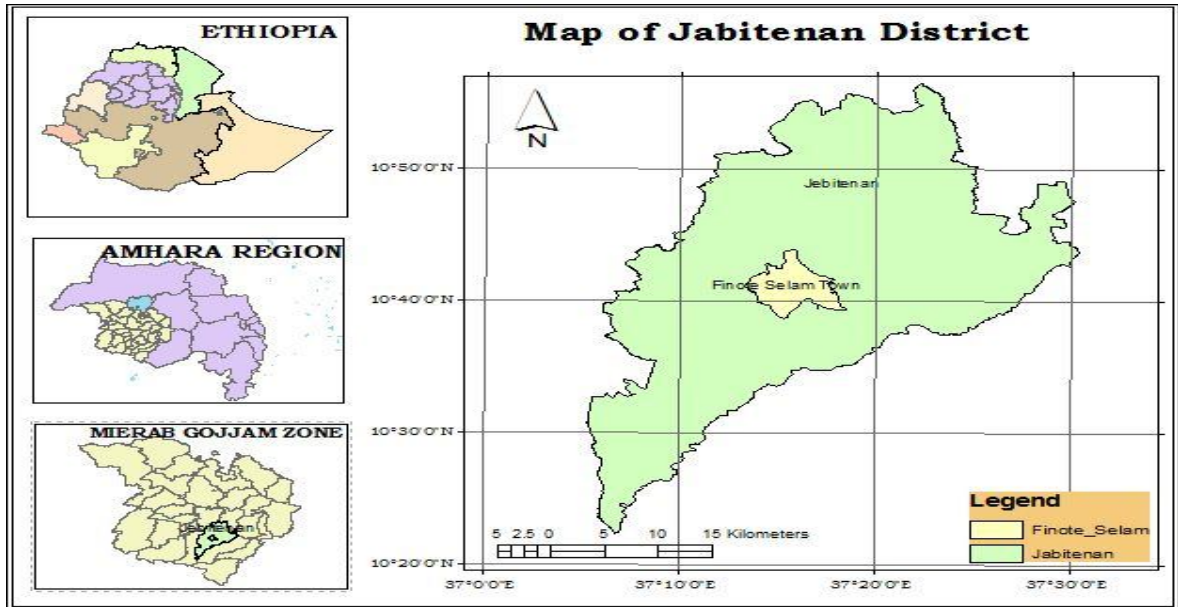 ETHIOPIA
AMHARA REGION
MIERAB GOJJAM ZONE
Jebitenan
Map of Jabitenan District
N
10°50'0"N
10°40'0"N
10°30'0"N
10°20'0"N
Jebitenan
Finote Selam Town
5 2.5 0 5 10 15 Kilometers
Legend
Finote_Selam
Jabitenan
37°0'0"E 37°10'0"E 37°20'0"E 37°30'0"E